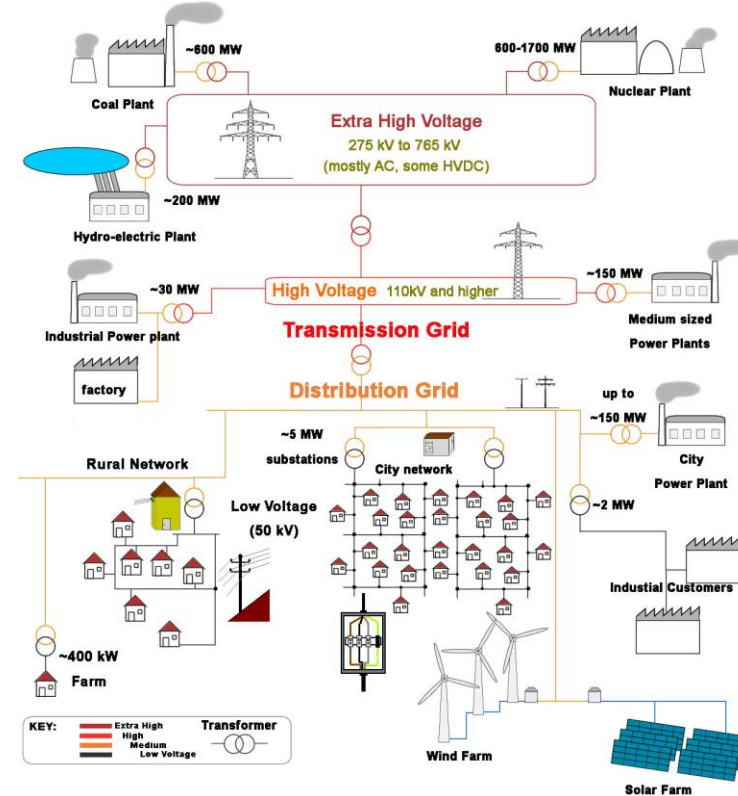 ~600 MW
600-1700 MW
Coal Plant
Nuclear Plant
Extra High Voltage
275 kV to 765 kV
(mostly AC, some HVDC)
~200 MW
Hydro-electric Plant
~30 MW
High Voltage 110kV and higher
~150 MW
Industrial Power plant
Medium sized
Power Plants
Transmission Grid
factory
Distribution Grid
up to
~150 MW
~5 MW
substations
City network
City
Power Plant
Rural Network
Low Voltage
(50 kV)
~2 MW
Industial Customers
~400 kW
Farm
Wind Farm
Solar Farm
KEY:
Extra High
High
Medium
Low Voltage
Transformer